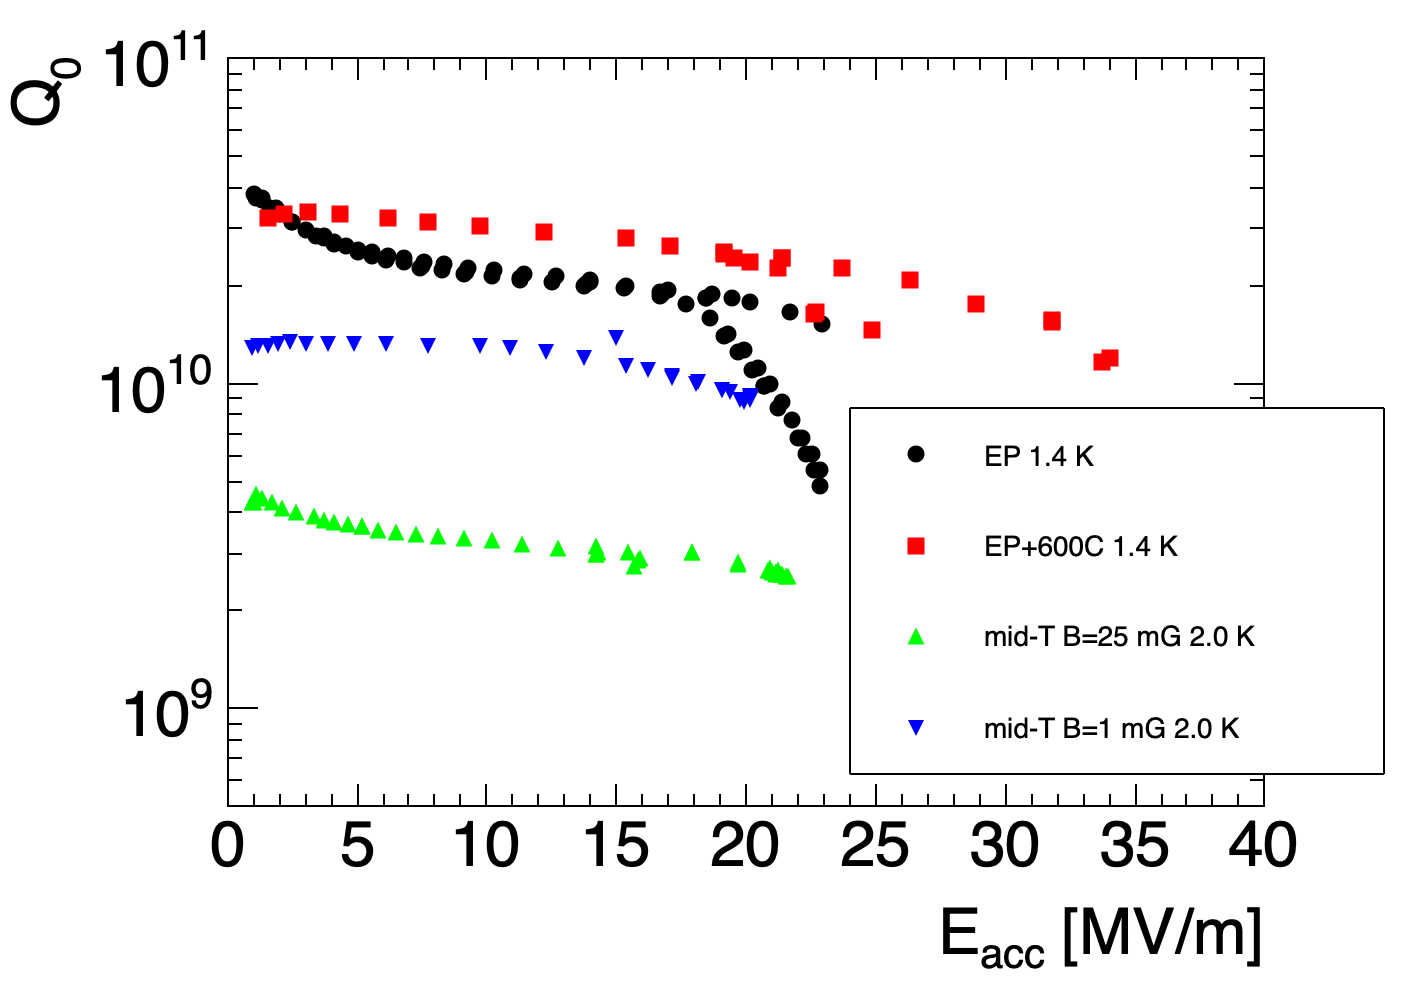 Q0
10^11
10^10
10^9
EP 1.4 K
EP+600C 1.4 K
mid-T B=25 mG 2.0 K
mid-T B=1 mG 2.0 K
0 5 10 15 20 25 30 35 40
Eacc [MV/m]